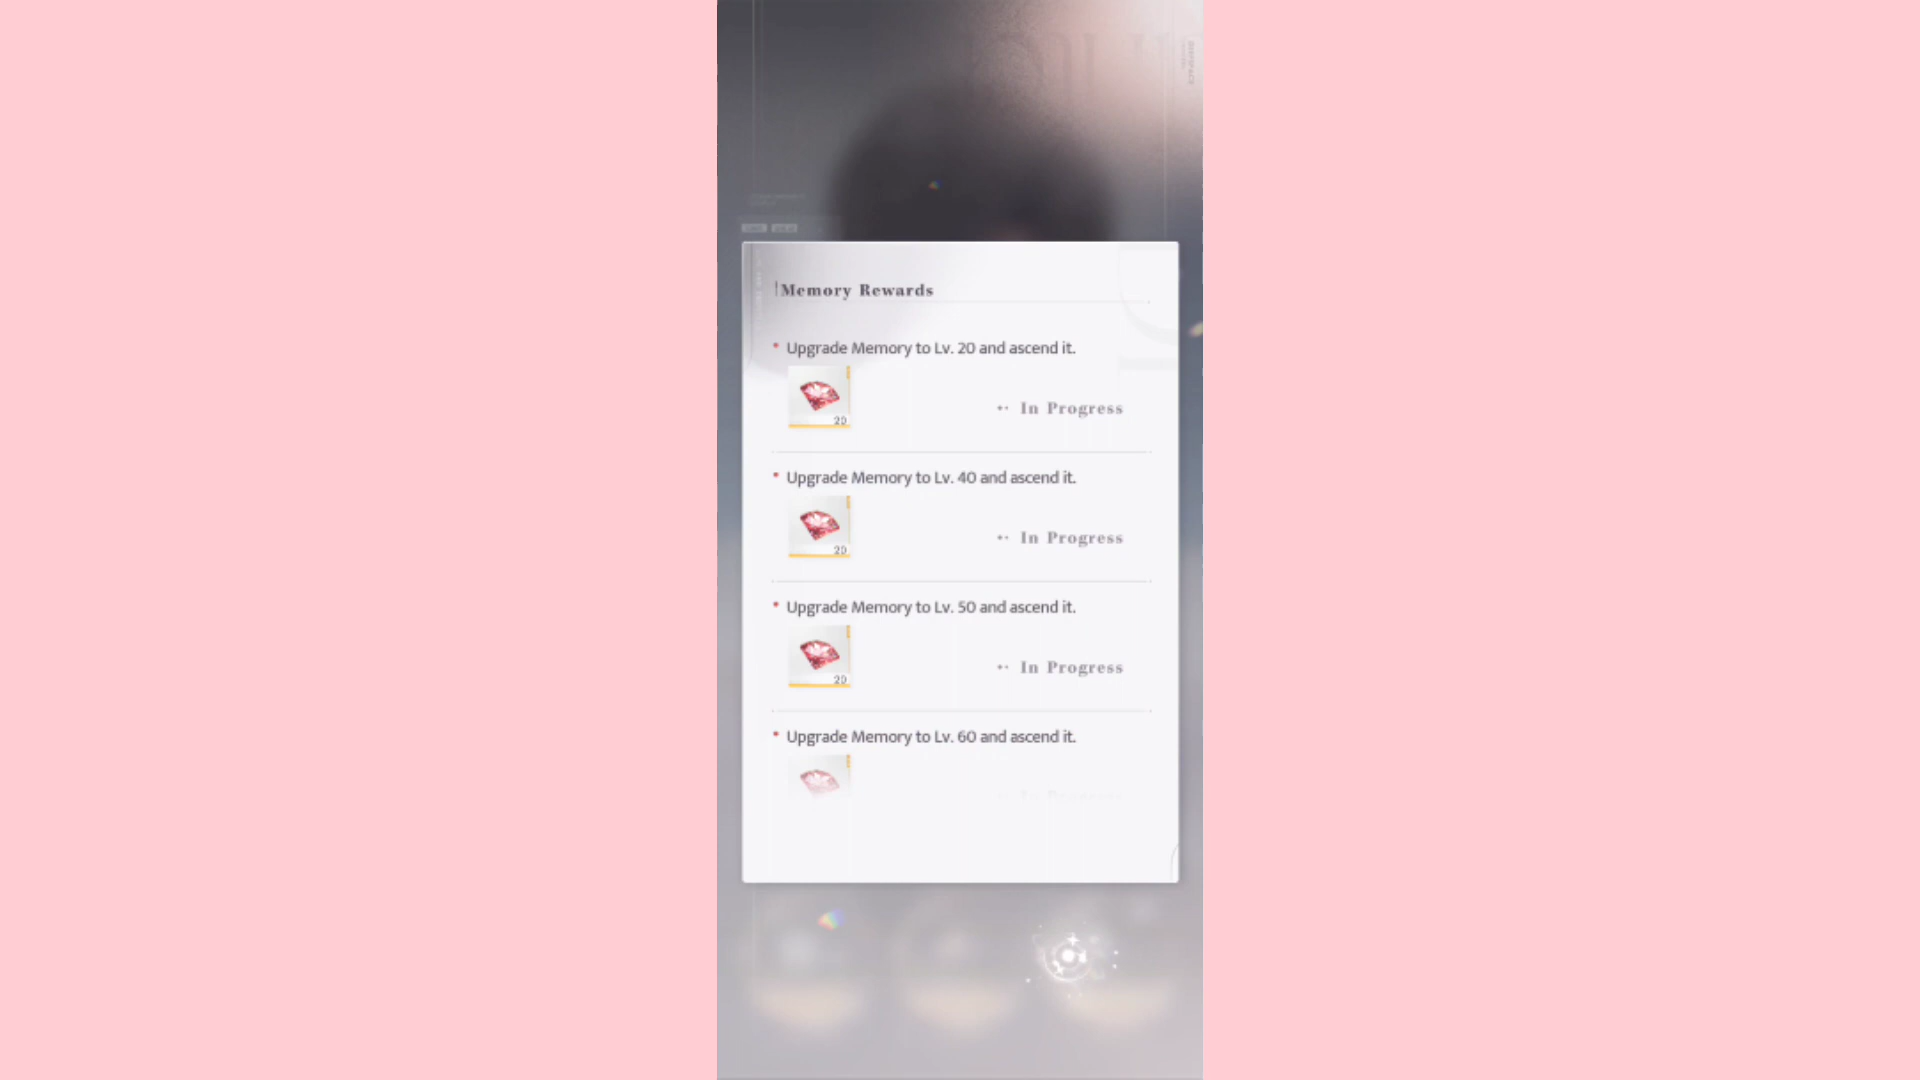 Memory Rewards
Upgrade Memory to Lv. 20 and ascend it.
20
In Progress
Upgrade Memory to Lv. 40 and ascend it.
20
In Progress
Upgrade Memory to Lv. 50 and ascend it.
20
In Progress
Upgrade Memory to Lv. 60 and ascend it.